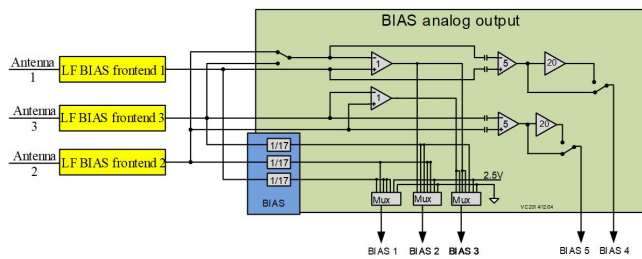 BIAS analog output
Antenna
1
LF BIAS frontend 1
Antenna
3
LF BIAS frontend 3
Antenna
2
LF BIAS frontend 2
1
5
20
1
5
20
1/17
1/17
1/17
BIAS
2.5V
Mux
Mux
Mux
BIAS 1
BIAS 2
BIAS 3
BIAS 5
BIAS 4